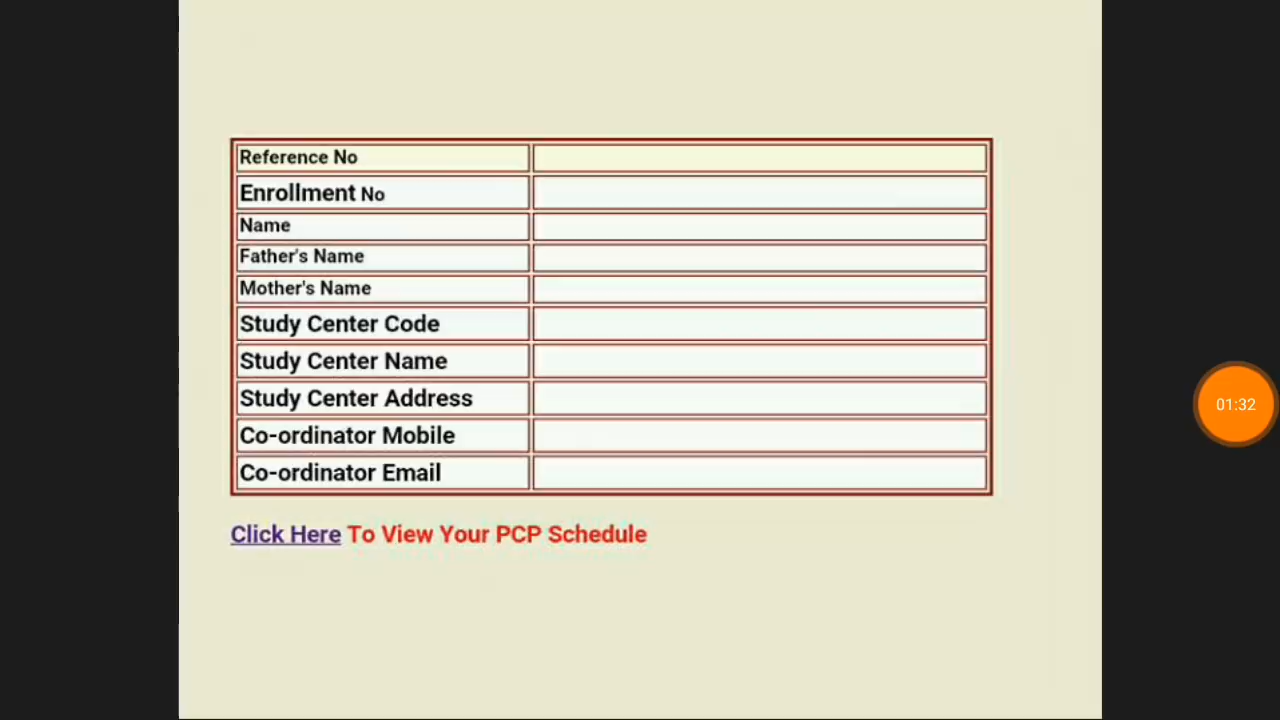 Reference No
Enrollment No
Name
Father's Name
Mother's Name
Study Center Code
Study Center Name
Study Center Address
Co-ordinator Mobile
Co-ordinator Email
Click Here To View Your PCP Schedule
01:32